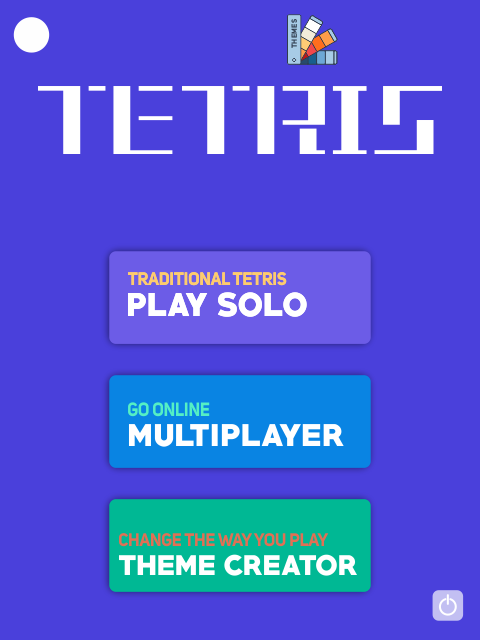 THEMES
TETRIS
TRADITIONAL TETRIS
PLAY SOLO
GO ONLINE
MULTIPLAYER
CHANGE THE WAY YOU PLAY
THEME CREATOR